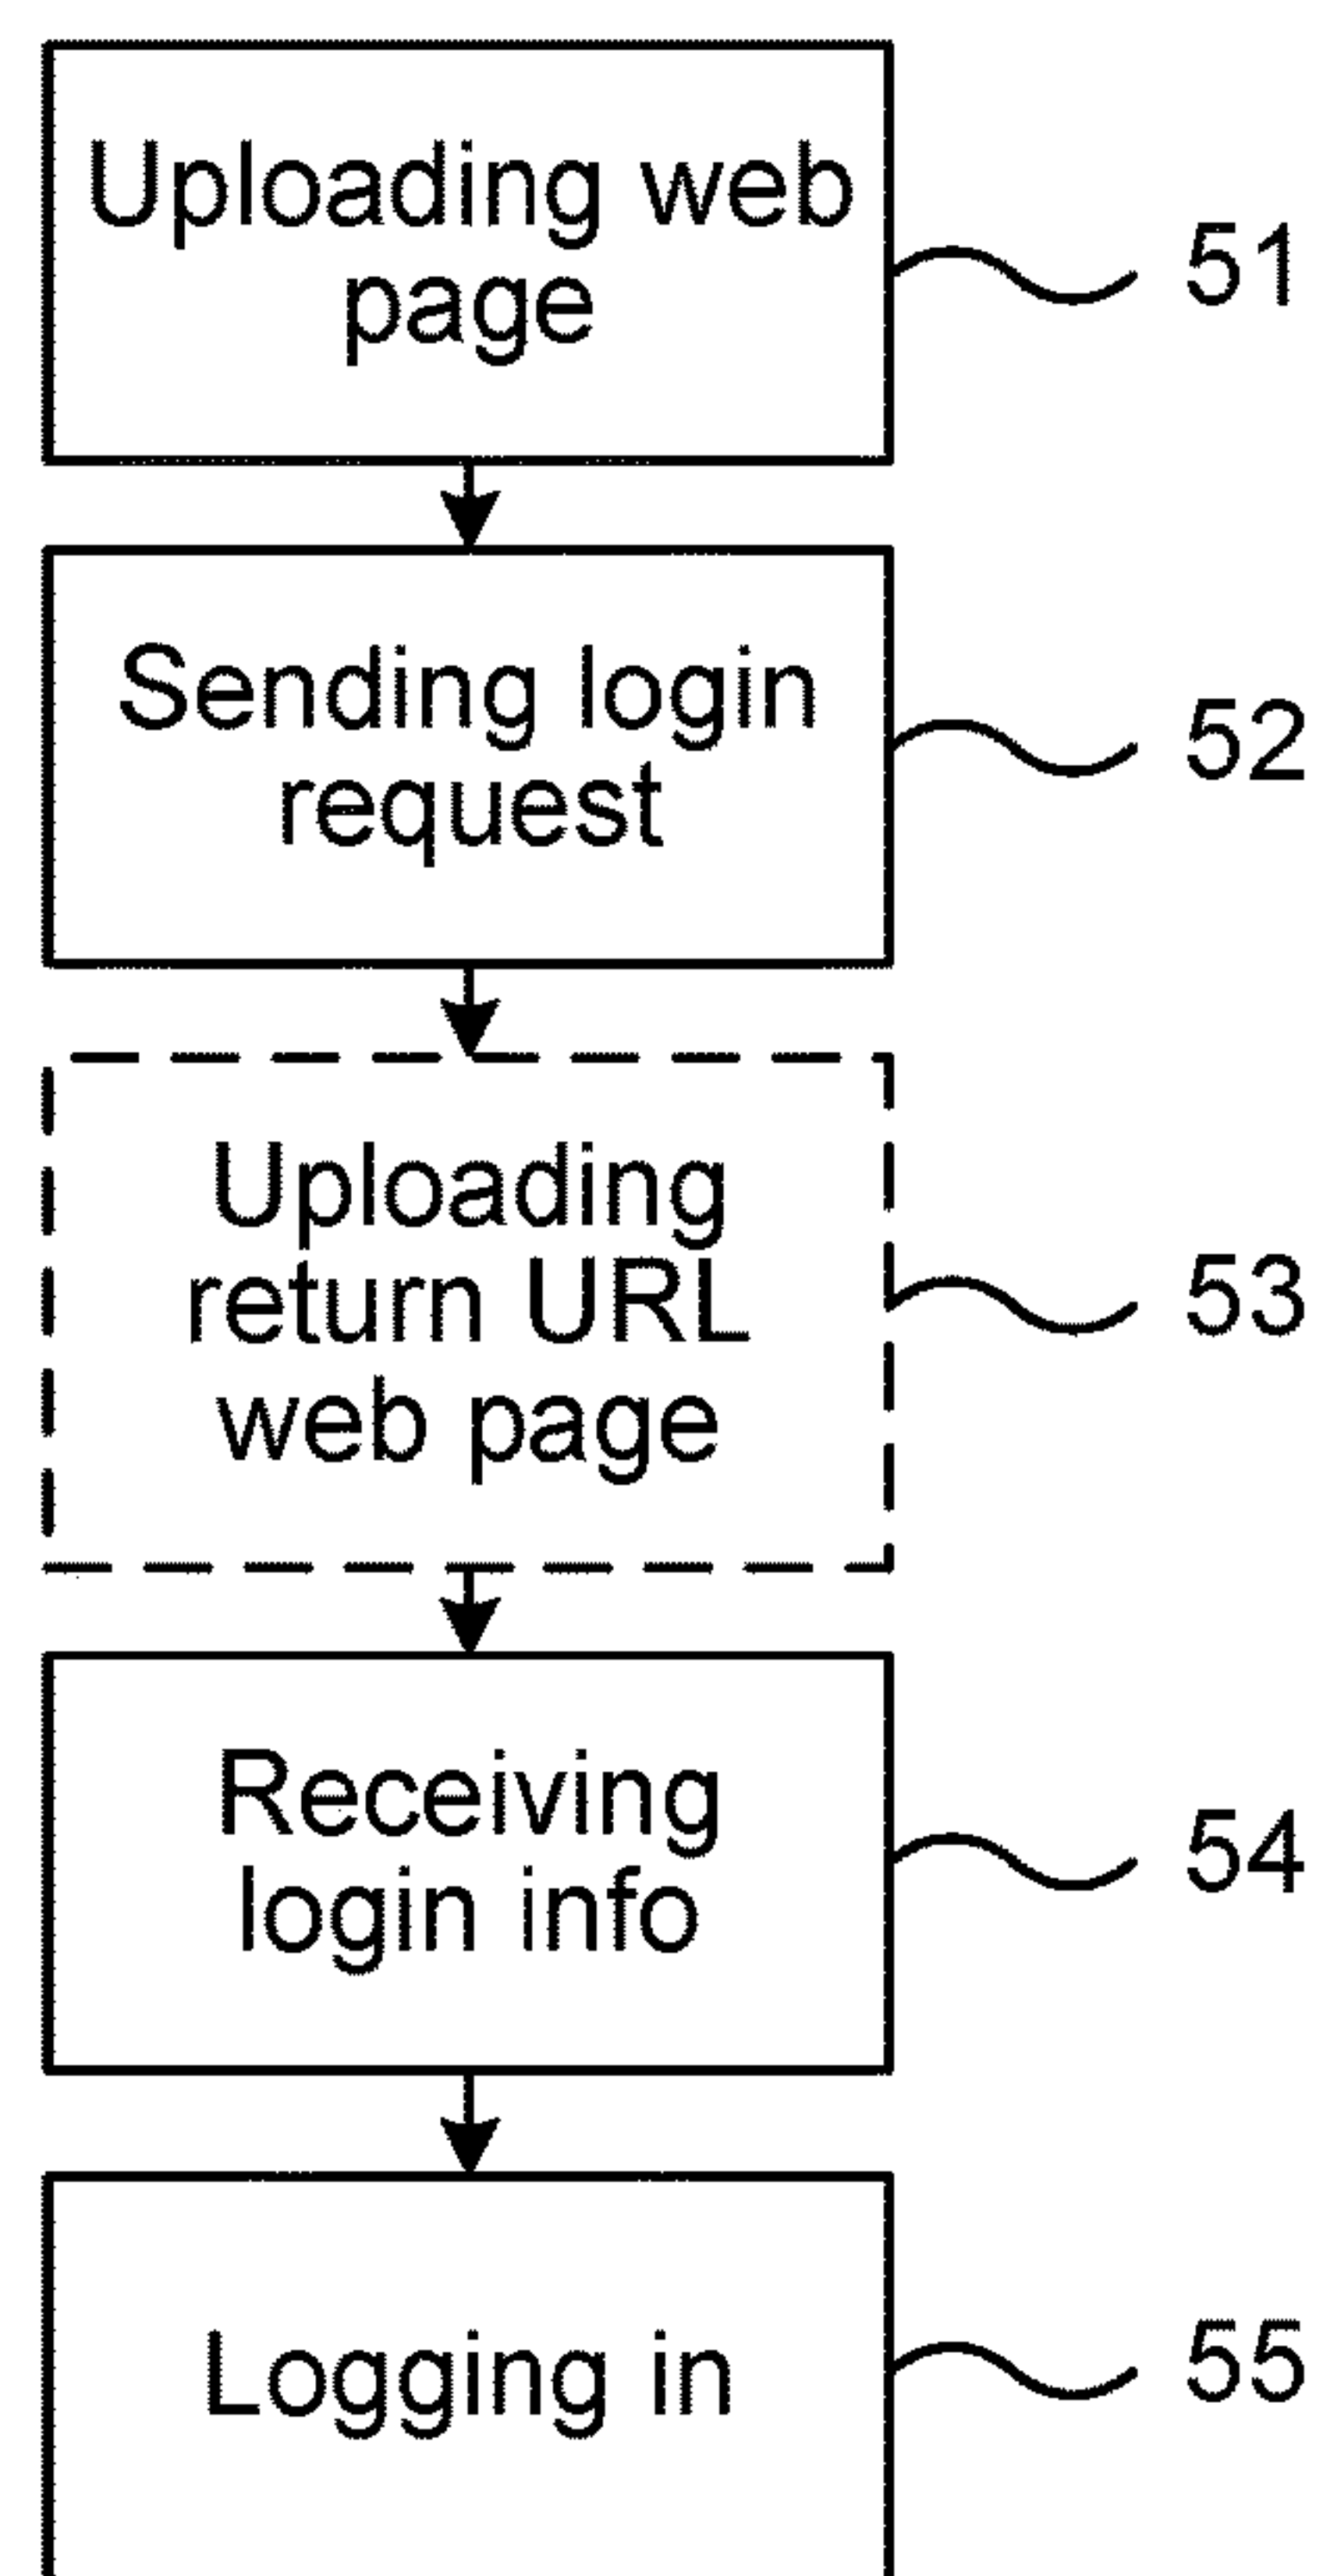 Uploading web
page
51
Sending login
request
52
Uploading
return URL
web page
53
Receiving
login info
54
Logging in
55